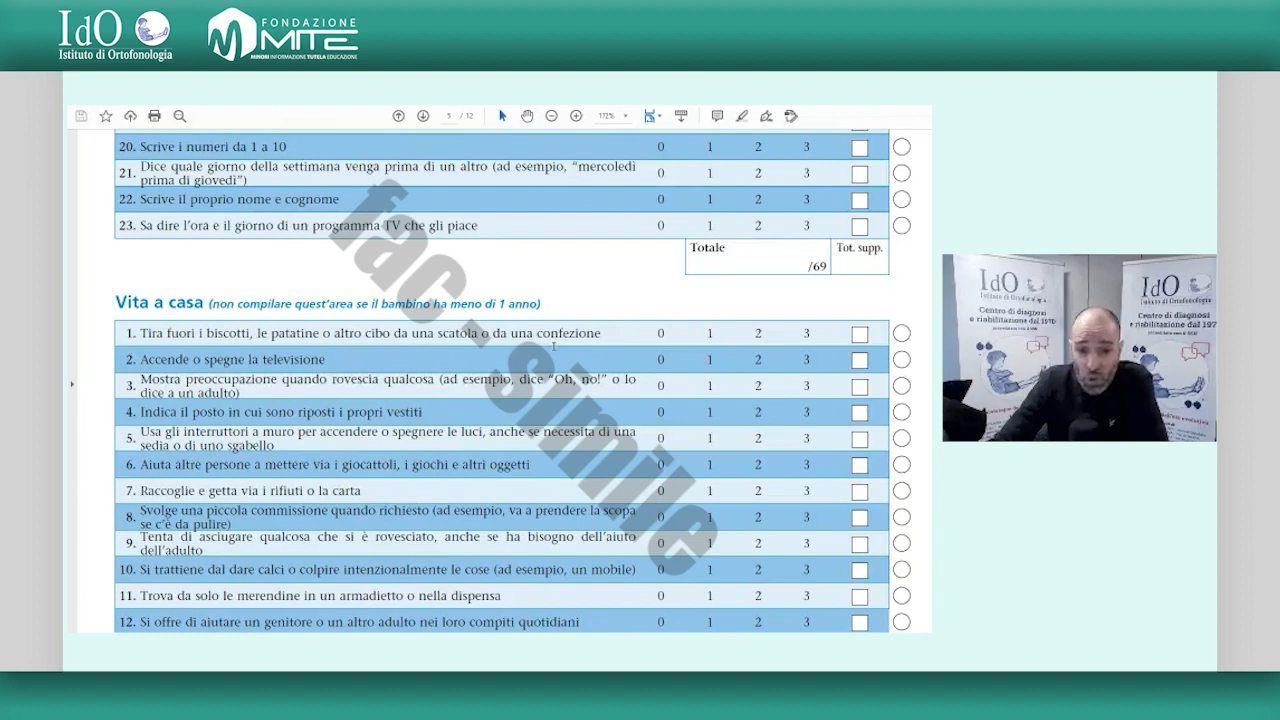 IdO
Istituto di Ortofonologia
FONDAZIONE
MITE
MINORI INFORMAZIONE TUTELA EDUCAZIONE
5 / 12
172%
20. Scrive i numeri da 1 a 10 0 1 2 3
21. Dice quale giorno della settimana venga prima di un altro (ad esempio, "mercoledì
prima di giovedì") 0 1 2 3
22. Scrive il proprio nome e cognome 0 1 2 3
23. Sa dire l'ora e il giorno di un programma TV che gli piace 0 1 2 3
Totale Tot. supp.
/69
Vita a casa (non compilare quest'area se il bambino ha meno di 1 anno)
1. Tira fuori i biscotti, le patatine o altro cibo da una scatola o da una confezione 0 1 2 3
2. Accende o spegne la televisione 0 1 2 3
3. Mostra preoccupazione quando rovescia qualcosa (ad esempio, dice "Oh, no!" o lo
dice a un adulto) 0 1 2 3
4. Indica il posto in cui sono riposti i propri vestiti 0 1 2 3
5. Usa gli interruttori a muro per accendere o spegnere le luci, anche se necessita di una
sedia o di uno sgabello 0 1 2 3
6. Aiuta altre persone a mettere via i giocattoli, i giochi e altri oggetti 0 1 2 3
7. Raccoglie e getta via i rifiuti o la carta 0 1 2 3
8. Svolge una piccola commissione quando richiesto (ad esempio, va a prendere la scopa
se c'è da pulire) 0 1 2 3
9. Tenta di asciugare qualcosa che si è rovesciato, anche se ha bisogno dell'aiuto
dell'adulto 0 1 2 3
10. Si trattiene dal dare calci o colpire intenzionalmente le cose (ad esempio, un mobile) 0 1 2 3
11. Trova da solo le merendine in un armadietto o nella dispensa 0 1 2 3
12. Si offre di aiutare un genitore o un altro adulto nei loro compiti quotidiani 0 1 2 3
fac - simile
IdO
Istituto di Ortofonologia
Centro di diagnosi
e riabilitazione dal 1970
IdO
Istituto di Ortofonologia
Centro di diagnosi
e riabilitazione dal 197